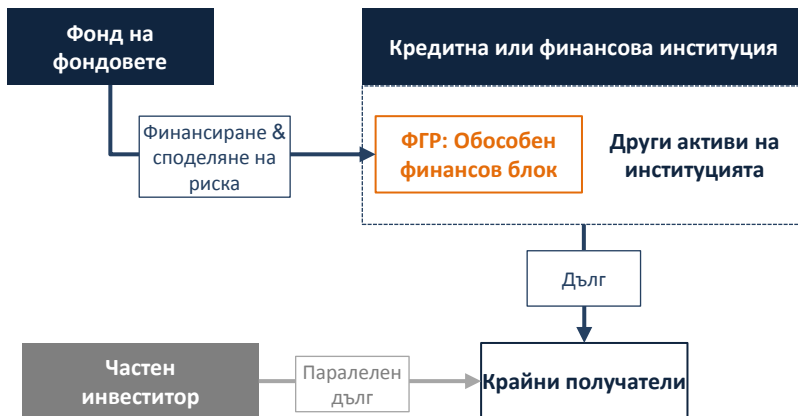 Фонд на
фондовете
Кредитна или финансова институция
Финансиране &
споделяне на
риска
ФГР: Обособен
финансов блок
Други активи на
институцията
Дълг
Частен
инвеститор
Паралелен
дълг
Крайни получатели